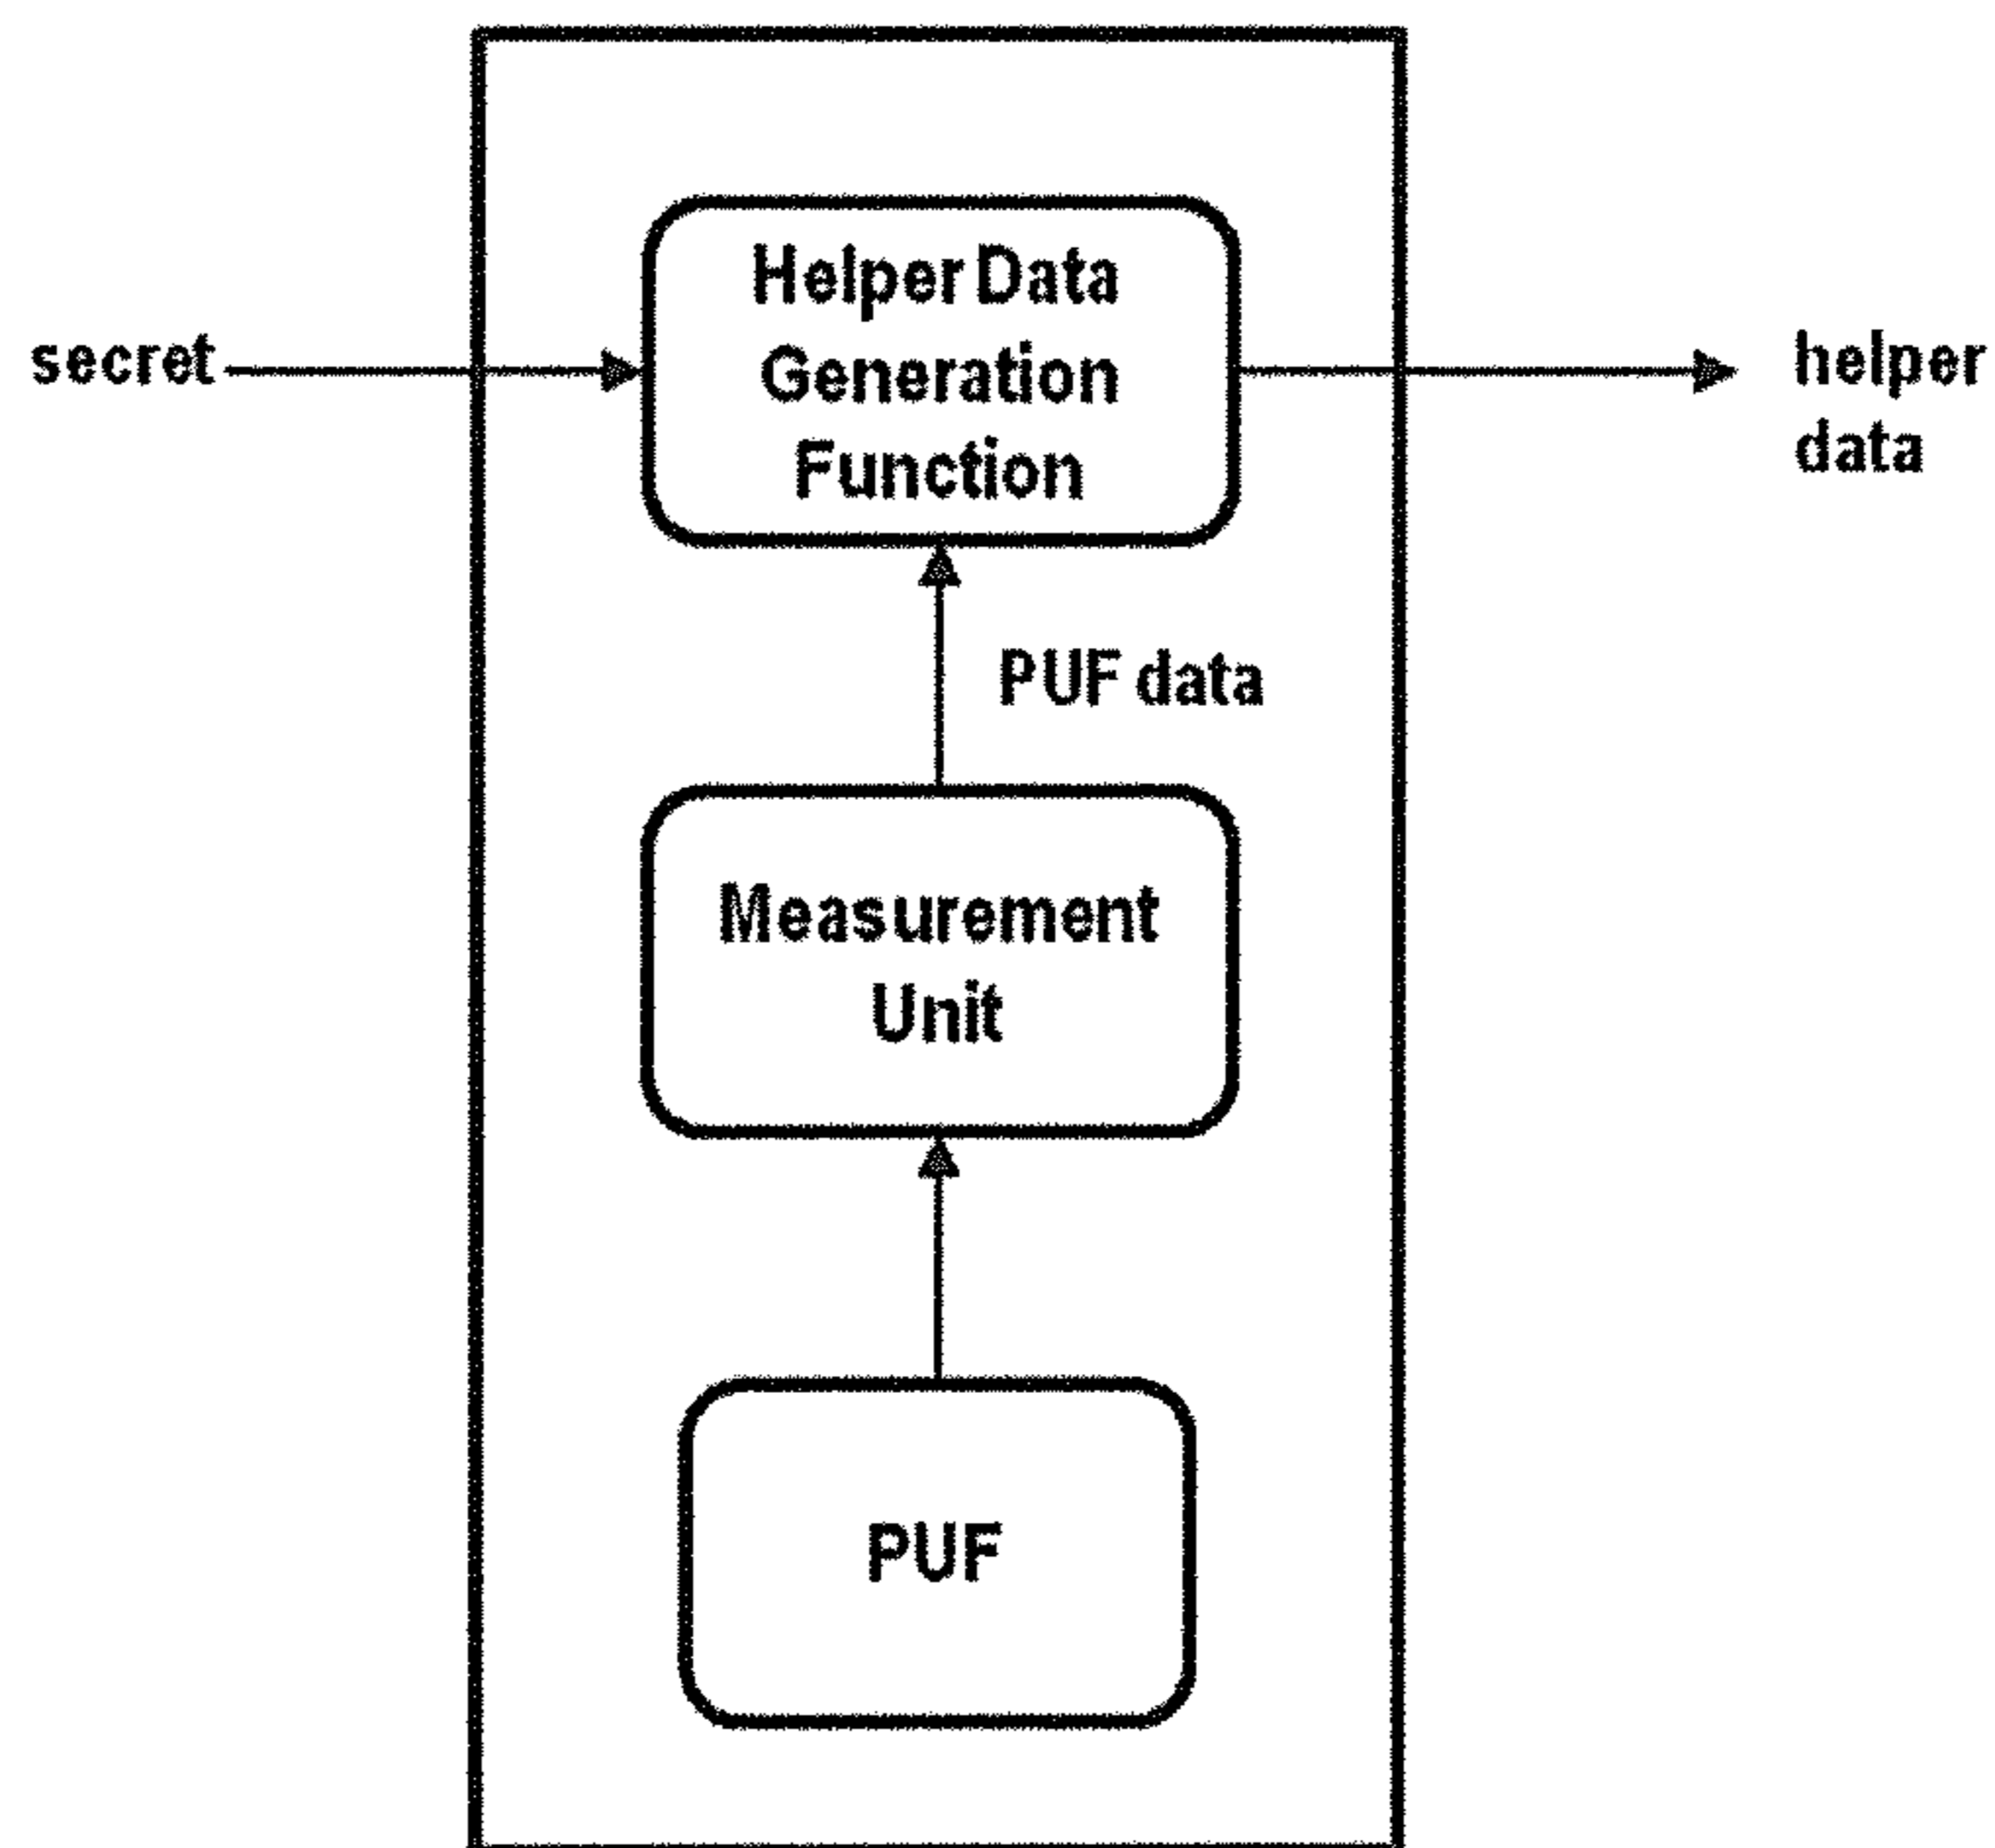 Helper Data
Generation
Function
secret
helper
data
PUF data
Measurement
Unit
PUF